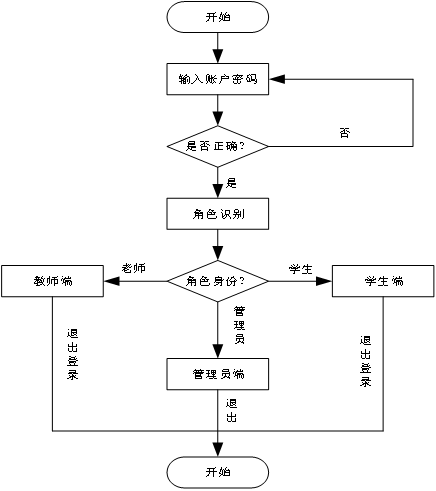 开始
输入账户密码
是否正确?
否
是
角色识别
老师
学生
教师端
角色身份?
学生端
管理员
退出登录
退出登录
管理员端
退出
开始